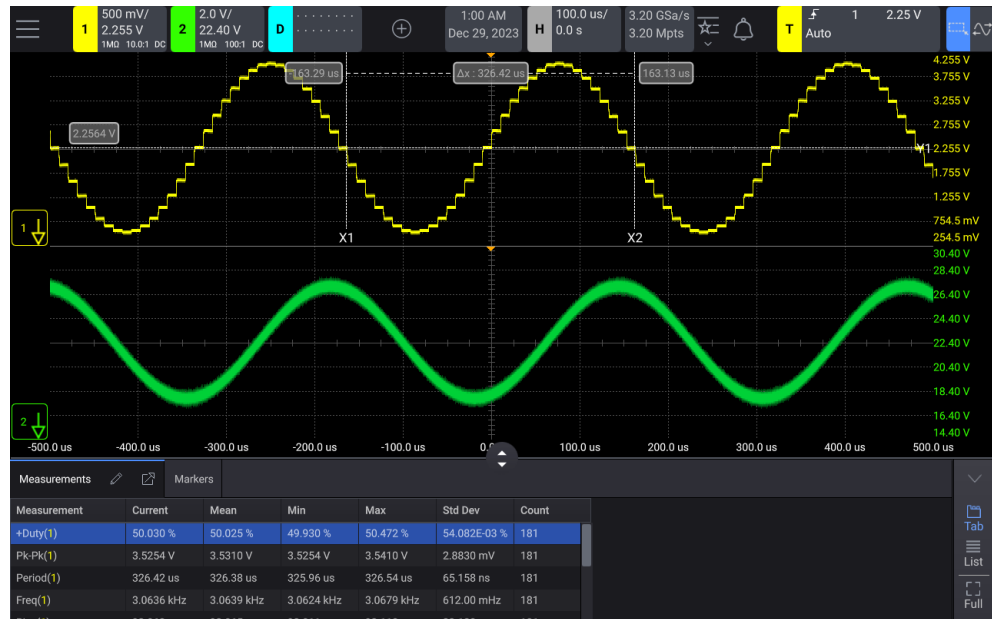 500 mV/ 2.0 V/ 1:00 AM 100.0 us/ 3.20 GSa/s 1 2.25 V
1 2.255 V 2 22.40 V D Dec 29, 2023 H 0.0 s 3.20 Mpts T Auto
1MΩ 10.0:1 DC 1MΩ 100:1 DC
4.255 V
-163.29 us Δx : 326.42 us 163.13 us 3.755 V
3.255 V
2.2564 V 2.755 V
Y1 2.255 V
1.755 V
1.255 V
1 754.5 mV
X1 X2 254.5 mV
30.40 V
28.40 V
26.40 V
24.40 V
22.40 V
20.40 V
18.40 V
2 16.40 V
14.40 V
-500.0 us -400.0 us -300.0 us -200.0 us -100.0 us 100.0 us 200.0 us 300.0 us 400.0 us 500.0 us
Measurements Markers
Measurement Current Mean Min Max Std Dev Count
+Duty(1) 50.030 % 50.025 % 49.930 % 50.472 % 54.082E-03 % 181
Tab
Pk-Pk(1) 3.5254 V 3.5310 V 3.5254 V 3.5410 V 2.8830 mV 181
List
Period(1) 326.42 us 326.38 us 325.96 us 326.54 us 65.158 ns 181
Freq(1) 3.0636 kHz 3.0639 kHz 3.0624 kHz 3.0679 kHz 612.00 mHz 181
Full